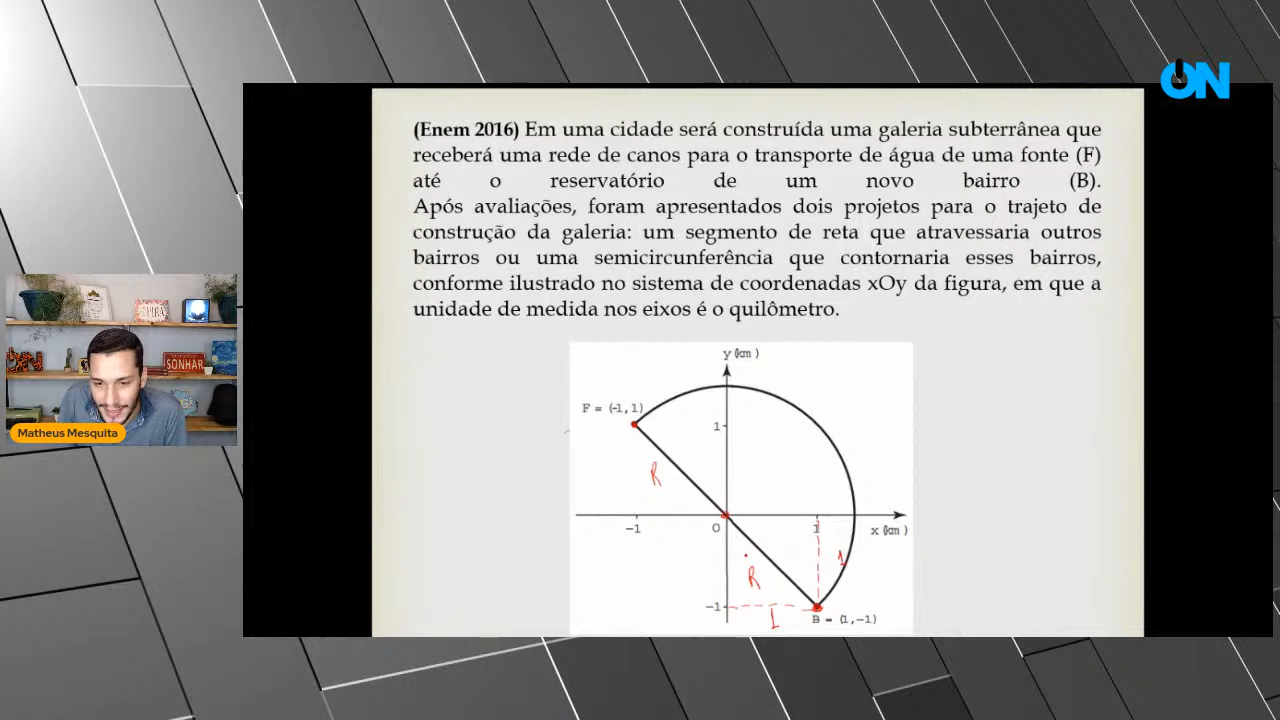 ON
(Enem 2016) Em uma cidade será construída uma galeria subterrânea que
receberá uma rede de canos para o transporte de água de uma fonte (F)
até o reservatório de um novo bairro (B).
Após avaliações, foram apresentados dois projetos para o trajeto de
construção da galeria: um segmento de reta que atravessaria outros
bairros ou uma semicircunferência que contornaria esses bairros,
conforme ilustrado no sistema de coordenadas xOy da figura, em que a
unidade de medida nos eixos é o quilômetro.
y (km)
F = (-1,1)
1
R
-1
O
1
x (km)
1
R
-1
1
B = (1,-1)
SONHAR
Matheus Mesquita